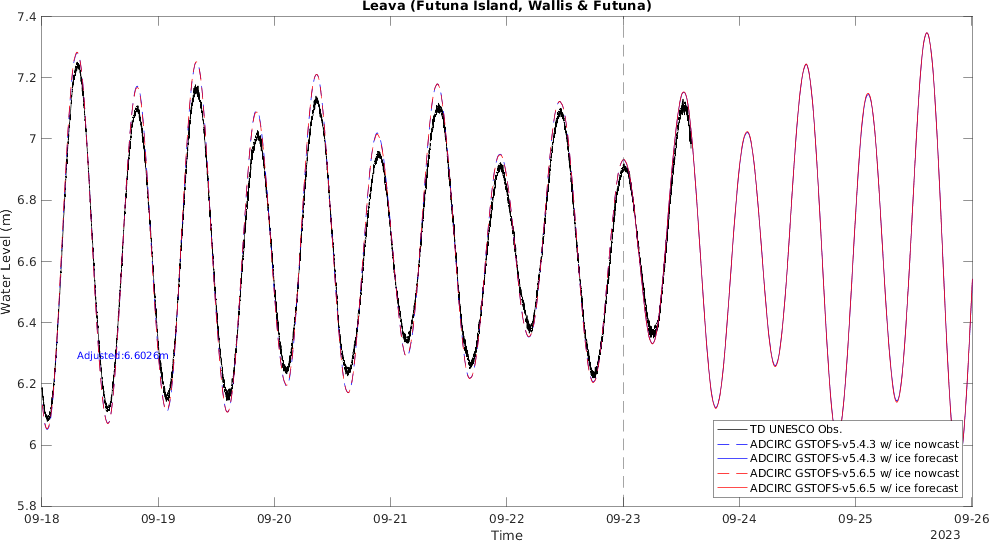 Leava (Futuna Island, Wallis & Futuna)
7.4
7.2
7
6.8
6.6
6.4
6.2
6
5.8
Water Level (m)
Adjusted:6.6026m
TD UNESCO Obs.
ADCIRC GSTOFS-v5.4.3 w/ ice nowcast
ADCIRC GSTOFS-v5.4.3 w/ ice forecast
ADCIRC GSTOFS-v5.6.5 w/ ice nowcast
ADCIRC GSTOFS-v5.6.5 w/ ice forecast
09-18 09-19 09-20 09-21 09-22 09-23 09-24 09-25 09-26
Time
2023